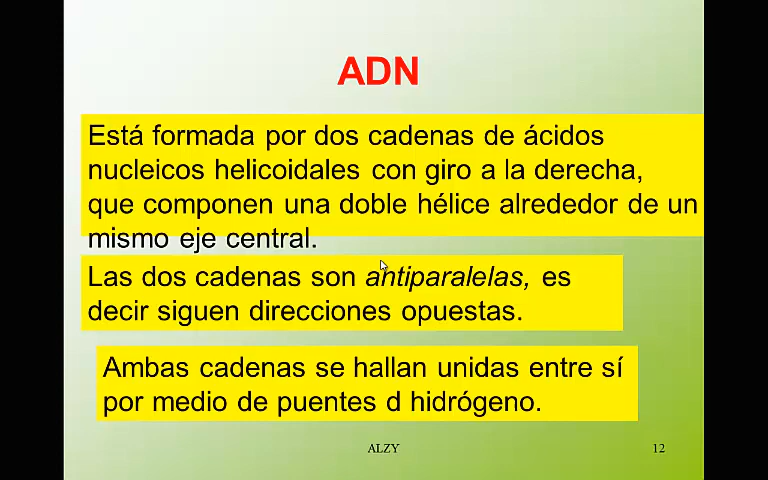 ADN
Está formada por dos cadenas de ácidos
nucleicos helicoidales con giro a la derecha,
que componen una doble hélice alrededor de un
mismo eje central.
Las dos cadenas son antiparalelas, es
decir siguen direcciones opuestas.
Ambas cadenas se hallan unidas entre sí
por medio de puentes d hidrógeno.
ALZY
12